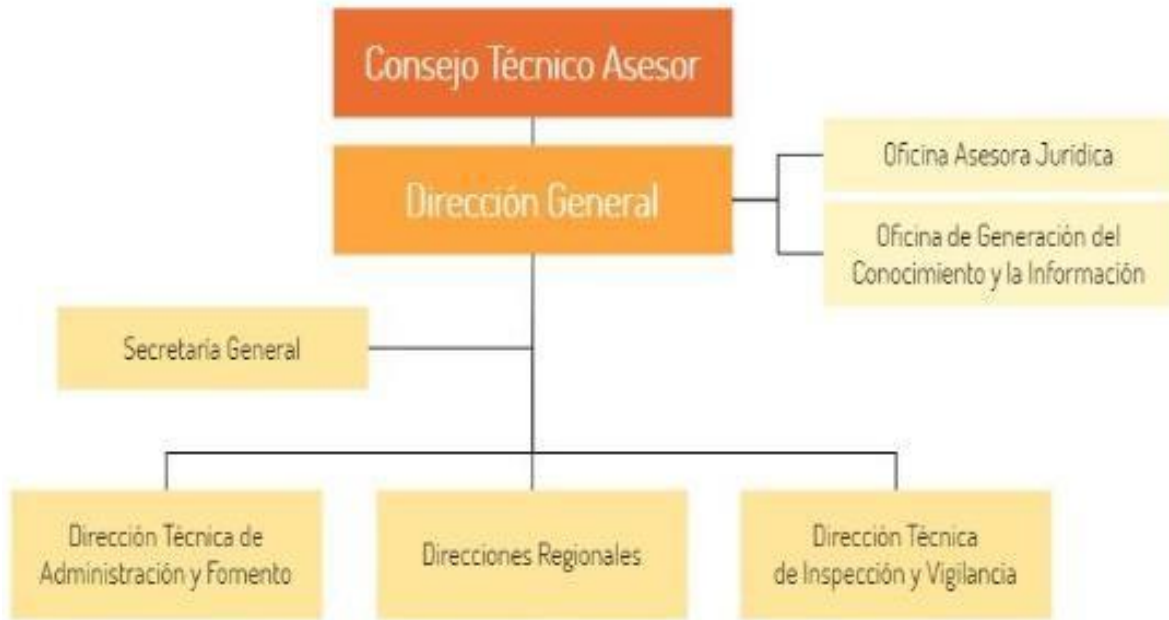 Consejo Técnico Asesor
Dirección General
Oficina Asesora Jurídica
Oficina de Generación del
Conocimiento y la Información
Secretaría General
Dirección Técnica de
Administración y Fomento
Direcciones Regionales
Dirección Técnica
de Inspección y Vigilancia